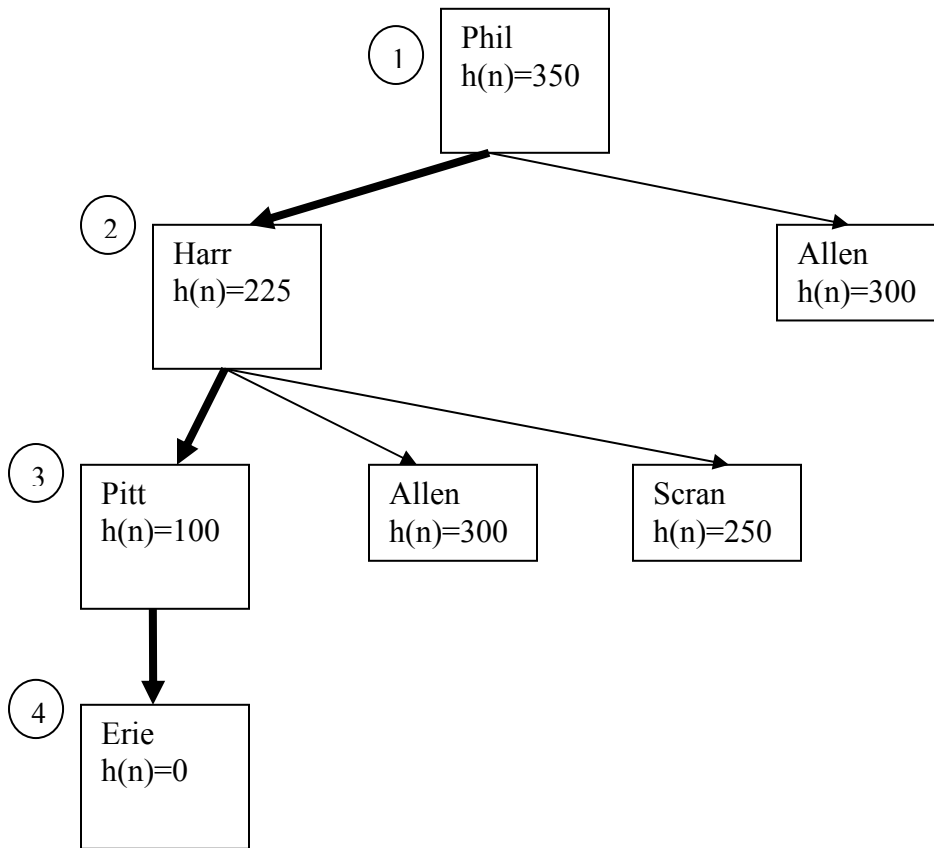 1
Phil
h(n)=350
2
Harr
h(n)=225
Allen
h(n)=300
3
Pitt
h(n)=100
Allen
h(n)=300
Scran
h(n)=250
4
Erie
h(n)=0